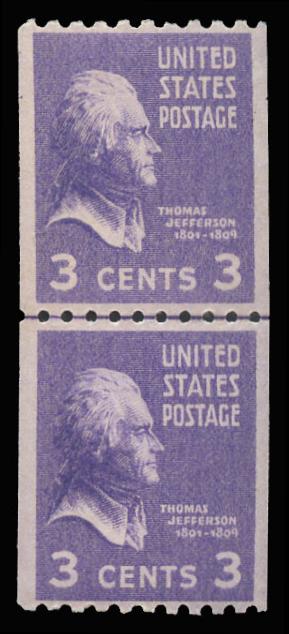 UNITED
STATES
POSTAGE
THOMAS
JEFFERSON
1801-1809
3 CENTS 3
UNITED
STATES
POSTAGE
THOMAS
JEFFERSON
1801-1809
3 CENTS 3